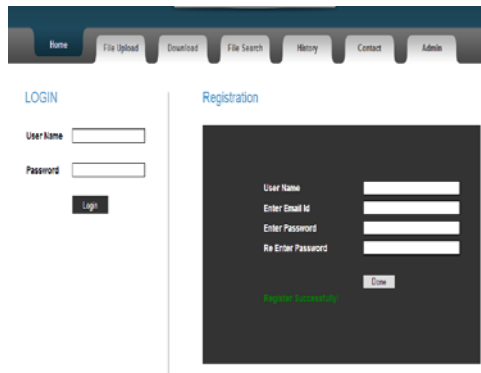 Home File Upload Download File Search History Contact Admin
LOGIN
User Name
Password
Login
Registration
User Name
Enter Email Id
Enter Password
Re Enter Password
Done
Register Successfully